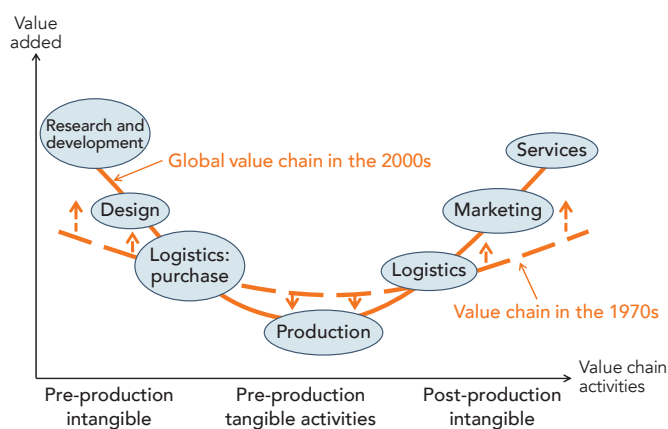 Value
added
Research and
development
Global value chain in the 2000s
Services
Design
Marketing
Logistics:
purchase
Logistics
Value chain in the 1970s
Production
Value chain
activities
Pre-production
intangible
Pre-production
tangible activities
Post-production
intangible